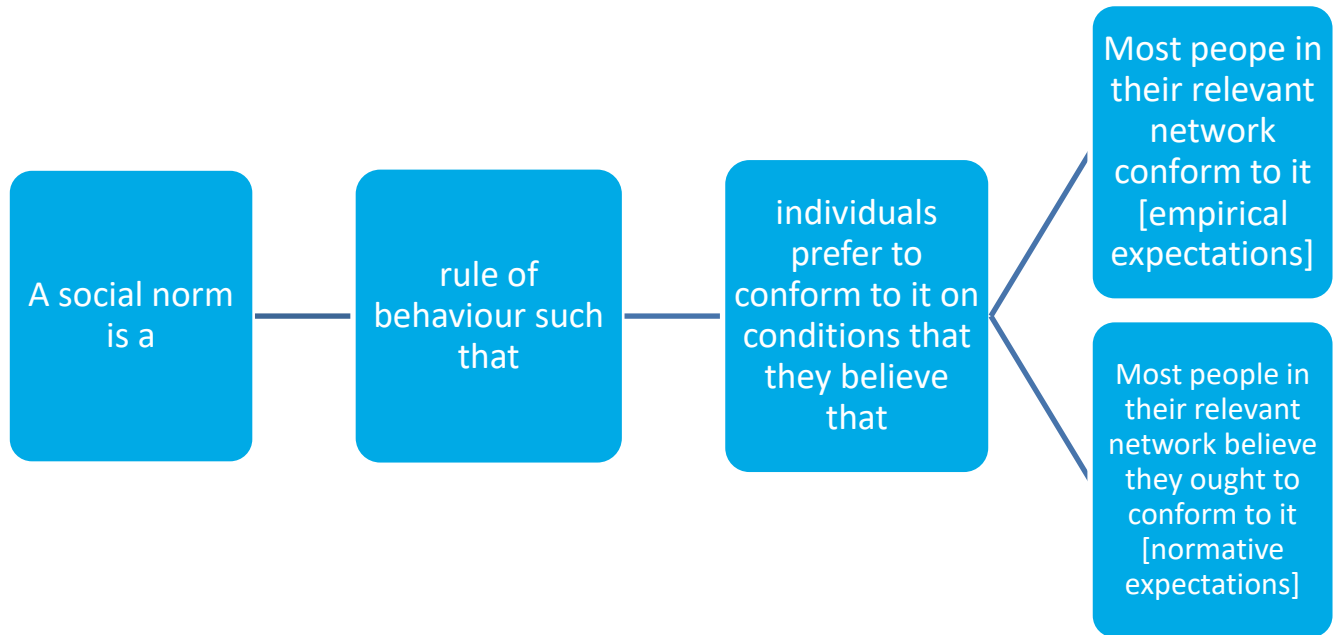 A social norm
is a
rule of
behaviour such
that
individuals
prefer to
conform to it on
conditions that
they believe
that
Most peope in
their relevant
network
conform to it
[empirical
expectations]
Most people in
their relevant
network believe
they ought to
conform to it
[normative
expectations]